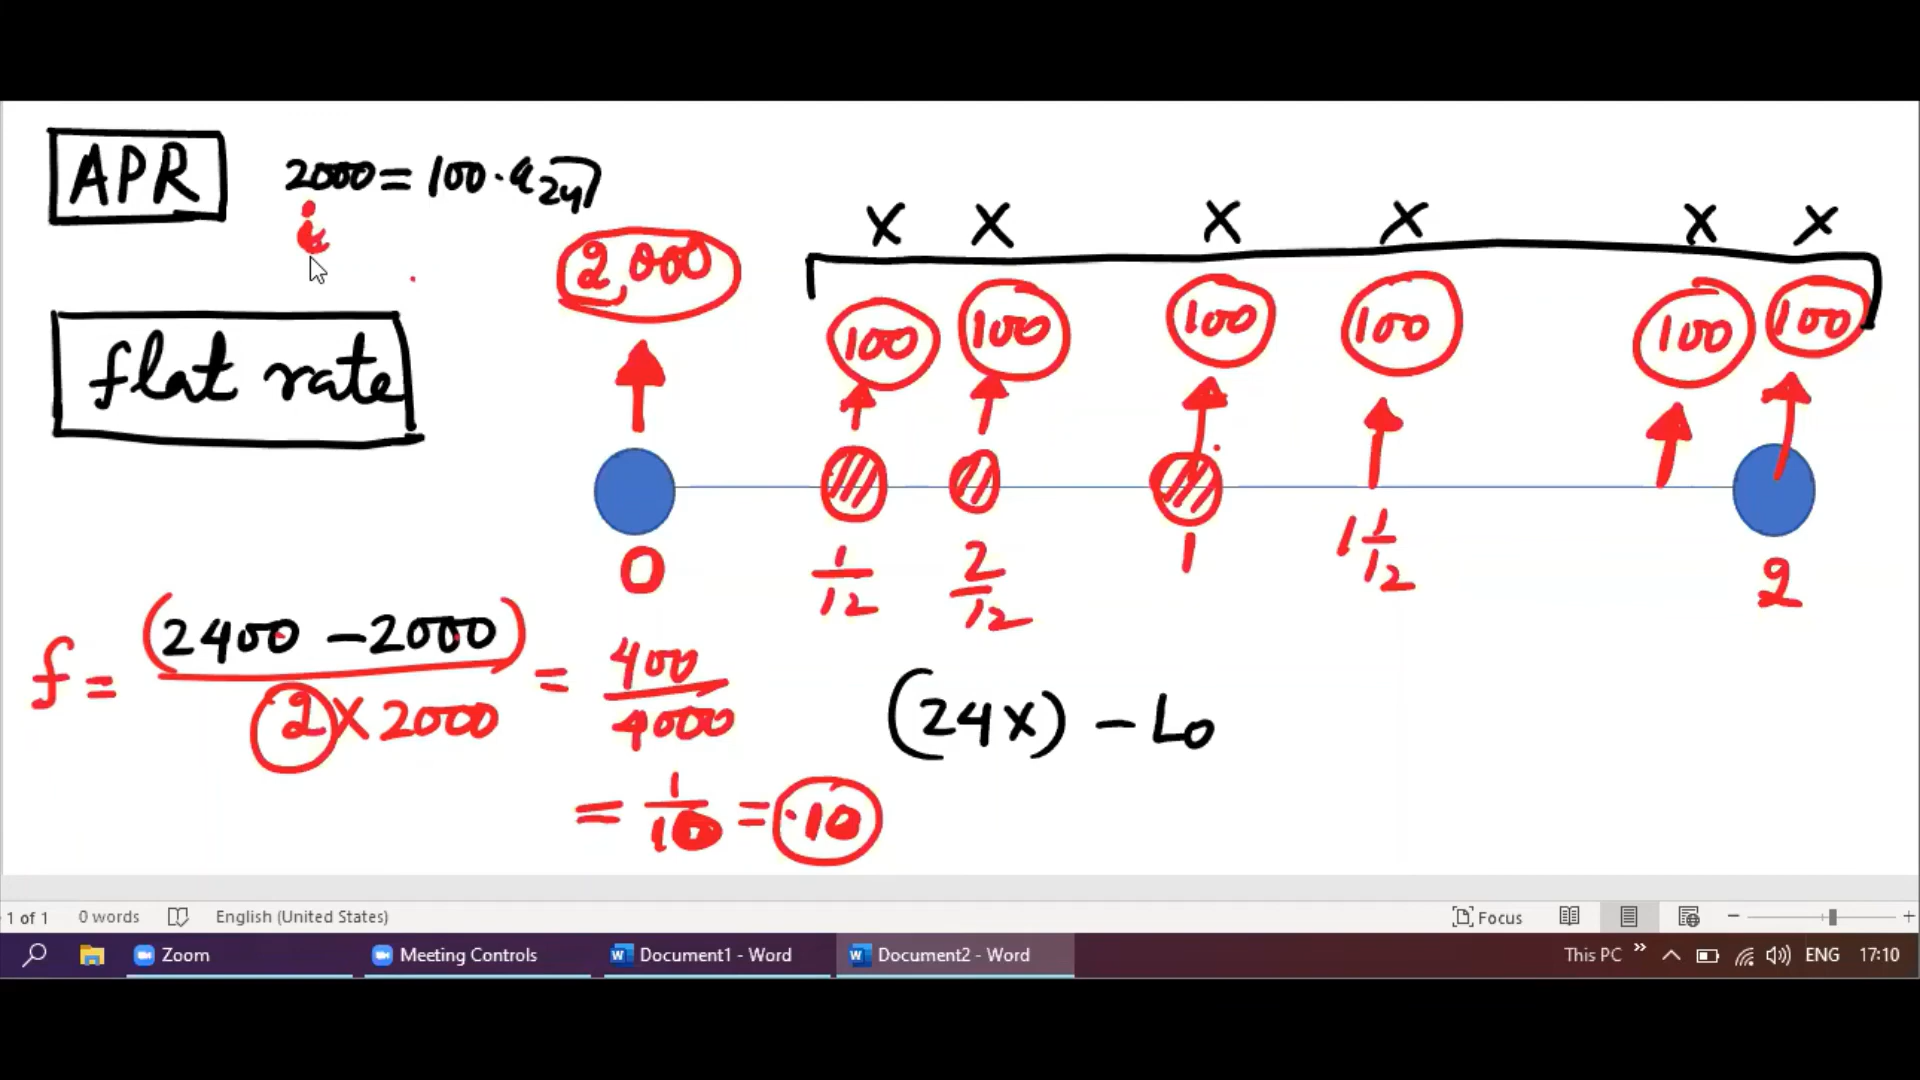 APR
2000 = 100 · a24
i
2,000
X X X X X X
100 100 100 100 100 100
flat rate
0 1/12 2/12 1 1 1/12 2
f = (2400 - 2000) / 2 X 2000 = 400/4000
= 1/10 = .10
(24X) - L0
1 of 1 0 words English (United States) Focus - +
Zoom Meeting Controls Document1 - Word Document2 - Word This PC » ENG 17:10